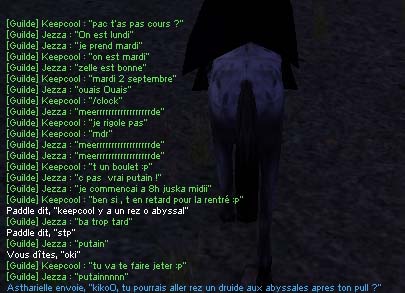 [Guilde] Keepcool : "pac t'as pas cours ?"
[Guilde] Jezza : "On est lundi"
[Guilde] Jezza : "je prend mardi"
[Guilde] Keepcool : "on est mardi"
[Guilde] Jezza : "zelle est bonne"
[Guilde] Keepcool : "mardi 2 septembre"
[Guilde] Jezza : "ouais Ouais"
[Guilde] Keepcool : "/clock"
[Guilde] Jezza : "meerrrrrrrrrrrrrrrrrrde"
[Guilde] Keepcool : "je rigole pas"
[Guilde] Keepcool : "mdr"
[Guilde] Jezza : "meerrrrrrrrrrrrrrrrrrde"
[Guilde] Jezza : "meerrrrrrrrrrrrrrrrrrde"
[Guilde] Keepcool : "t un boulet :p"
[Guilde] Jezza : "c pas vrai putain !"
[Guilde] Jezza : "je commencai a 8h juska midii"
[Guilde] Keepcool : "ben si , t en retard pour la rentré :p"
Paddle dit, "keepcool y a un rez o abyssal"
[Guilde] Jezza : "ba trop tard"
Paddle dit, "stp"
[Guilde] Jezza : "putain"
Vous dîtes, "oki"
[Guilde] Keepcool : "tu va te faire jeter :p"
[Guilde] Jezza : "putainnnnn"
Astharielle envoie, "kikoO, tu pourrais aller rez un druide aux abyssales apres ton pull ?"